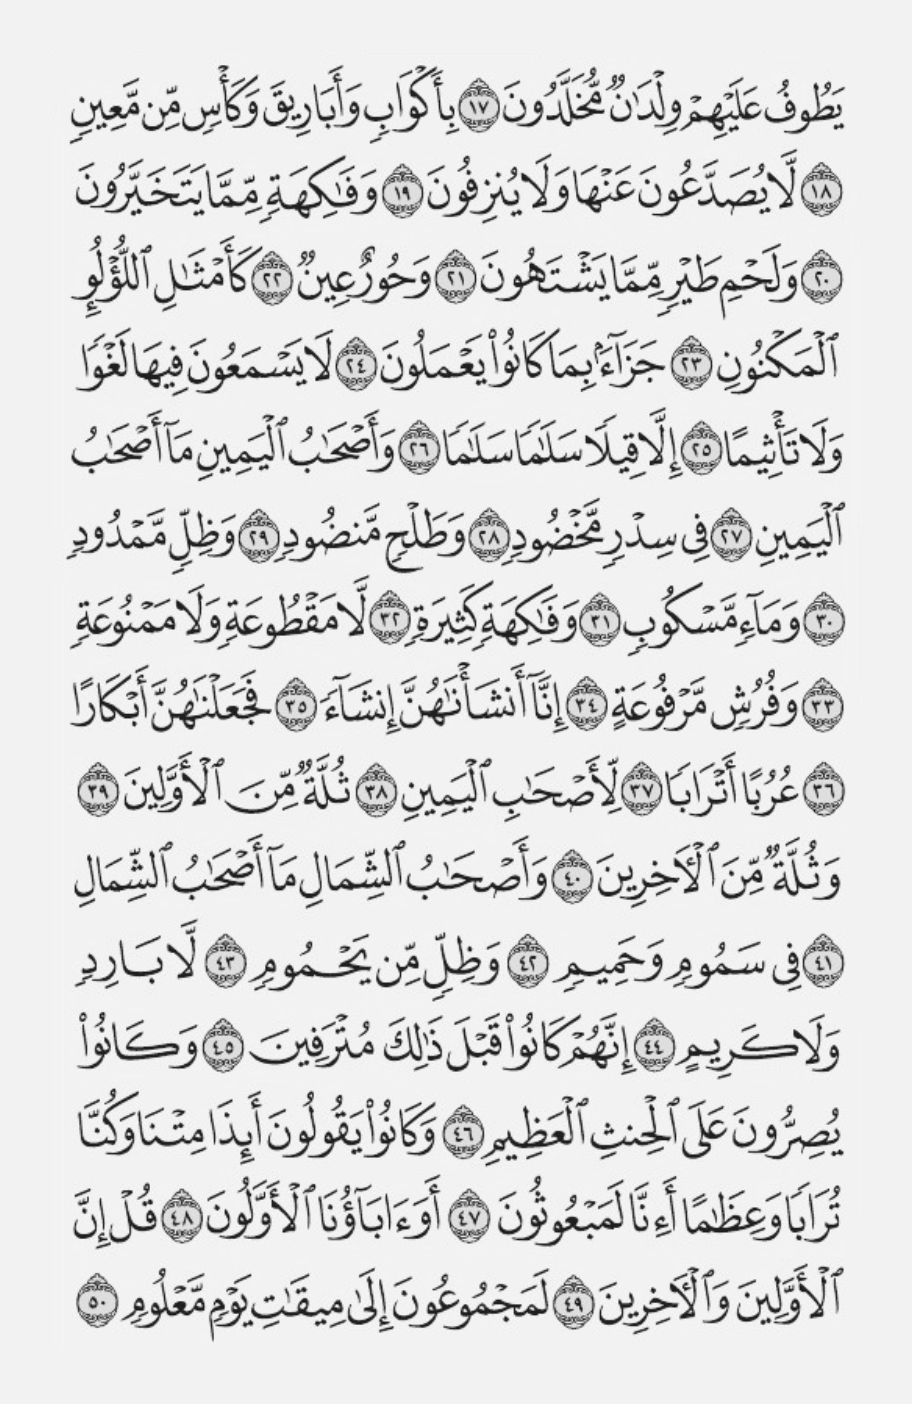 يَطُوفُ عَلَيْهِمْ وِلْدَٰنٌ مُّخَلَّدُونَ ١٧ بِأَكْوَابٍ وَأَبَارِيقَ وَكَأْسٍ مِّن مَّعِينٍ
١٨ لَّا يُصَدَّعُونَ عَنْهَا وَلَا يُنزِفُونَ ١٩ وَفَٰكِهَةٍ مِّمَّا يَتَخَيَّرُونَ
٢٠ وَلَحْمِ طَيْرٍ مِّمَّا يَشْتَهُونَ ٢١ وَحُورٌ عِينٌ ٢٢ كَأَمْثَٰلِ ٱللُّؤْلُؤِ
ٱلْمَكْنُونِ ٢٣ جَزَآءًۢ بِمَا كَانُوا۟ يَعْمَلُونَ ٢٤ لَا يَسْمَعُونَ فِيهَا لَغْوًا
وَلَا تَأْثِيمًا ٢٥ إِلَّا قِيلًا سَلَٰمًا سَلَٰمًا ٢٦ وَأَصْحَٰبُ ٱلْيَمِينِ مَآ أَصْحَٰبُ
ٱلْيَمِينِ ٢٧ فِى سِدْرٍ مَّخْضُودٍ ٢٨ وَطَلْحٍ مَّنضُودٍ ٢٩ وَظِلٍّ مَّمْدُودٍ
٣٠ وَمَآءٍ مَّسْكُوبٍ ٣١ وَفَٰكِهَةٍ كَثِيرَةٍ ٣٢ لَّا مَقْطُوعَةٍ وَلَا مَمْنُوعَةٍ
٣٣ وَفُرُشٍ مَّرْفُوعَةٍ ٣٤ إِنَّآ أَنشَأْنَٰهُنَّ إِنشَآءً ٣٥ فَجَعَلْنَٰهُنَّ أَبْكَارًا
٣٦ عُرُبًا أَتْرَابًا ٣٧ لِّأَصْحَٰبِ ٱلْيَمِينِ ٣٨ ثُلَّةٌ مِّنَ ٱلْأَوَّلِينَ ٣٩
وَثُلَّةٌ مِّنَ ٱلْـَٔاخِرِينَ ٤٠ وَأَصْحَٰبُ ٱلشِّمَالِ مَآ أَصْحَٰبُ ٱلشِّمَالِ
٤١ فِى سَمُومٍ وَحَمِيمٍ ٤٢ وَظِلٍّ مِّن يَحْمُومٍ ٤٣ لَّا بَارِدٍ
وَلَا كَرِيمٍ ٤٤ إِنَّهُمْ كَانُوا۟ قَبْلَ ذَٰلِكَ مُتْرَفِينَ ٤٥ وَكَانُوا۟
يُصِرُّونَ عَلَى ٱلْحِنثِ ٱلْعَظِيمِ ٤٦ وَكَانُوا۟ يَقُولُونَ أَئِذَا مِتْنَا وَكُنَّا
تُرَابًا وَعِظَٰمًا أَءِنَّا لَمَبْعُوثُونَ ٤٧ أَوَءَابَآؤُنَا ٱلْأَوَّلُونَ ٤٨ قُلْ إِنَّ
ٱلْأَوَّلِينَ وَٱلْـَٔاخِرِينَ ٤٩ لَمَجْمُوعُونَ إِلَىٰ مِيقَٰتِ يَوْمٍ مَّعْلُومٍ ٥٠